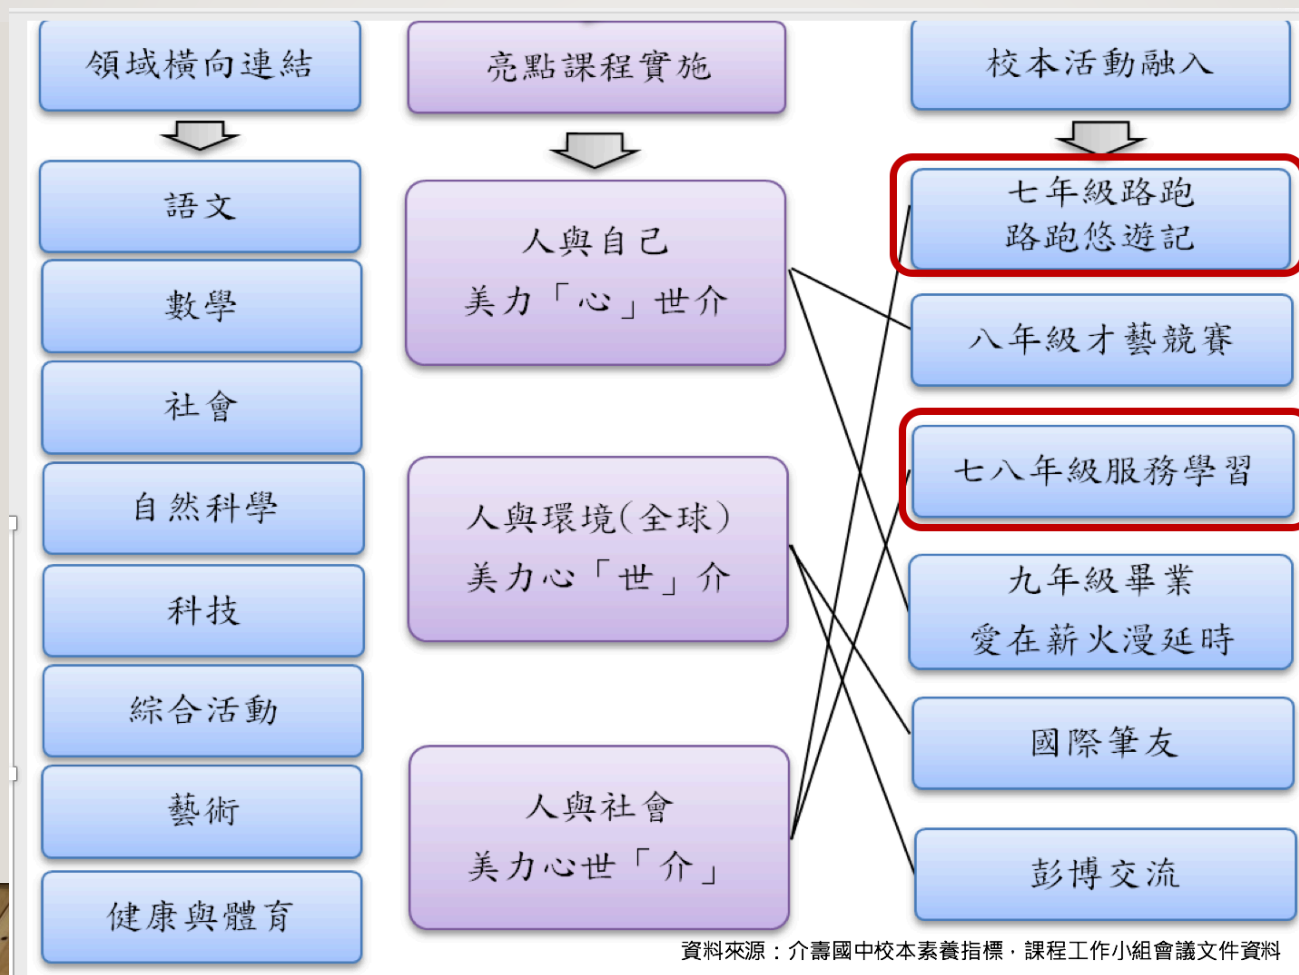 領域橫向連結
語文
數學
社會
自然科學
科技
綜合活動
藝術
健康與體育
亮點課程實施
人與自己
美力「心」世介
人與環境(全球)
美力心「世」介
人與社會
美力心世「介」
校本活動融入
七年級路跑
路跑悠遊記
八年級才藝競賽
七八年級服務學習
九年級畢業
愛在薪火漫延時
國際筆友
彭博交流
資料來源：介壽國中校本素養指標．課程工作小組會議文件資料